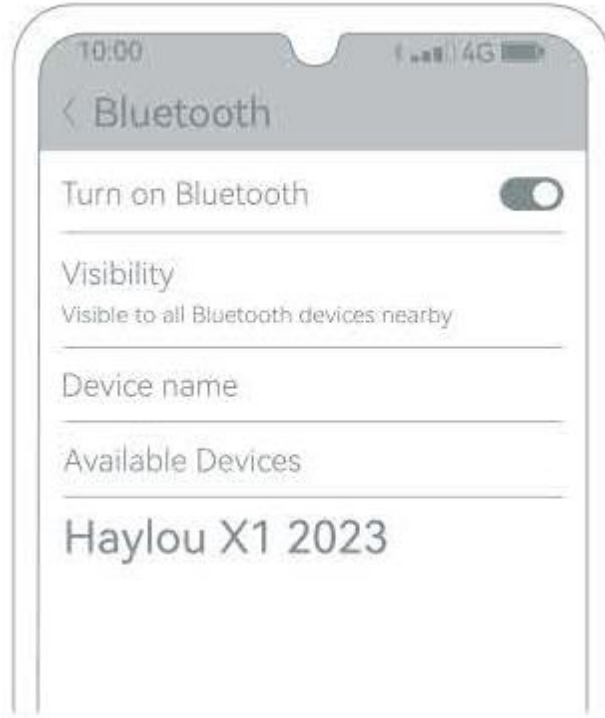 10:00 4G
< Bluetooth
Turn on Bluetooth
Visibility
Visible to all Bluetooth devices nearby
Device name
Available Devices
Haylou X1 2023